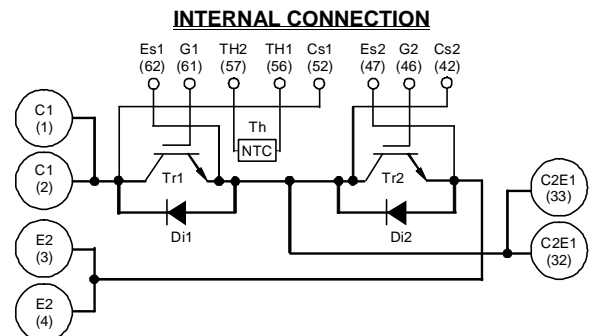 INTERNAL CONNECTION
Es1 G1 TH2 TH1 Cs1 Es2 G2 Cs2
(62) (61) (57) (56) (52) (47) (46) (42)
C1
(1)
Th
NTC
C1
(2)
Tr1
Tr2
C2E1
(33)
Di1
Di2
E2
(3)
C2E1
(32)
E2
(4)